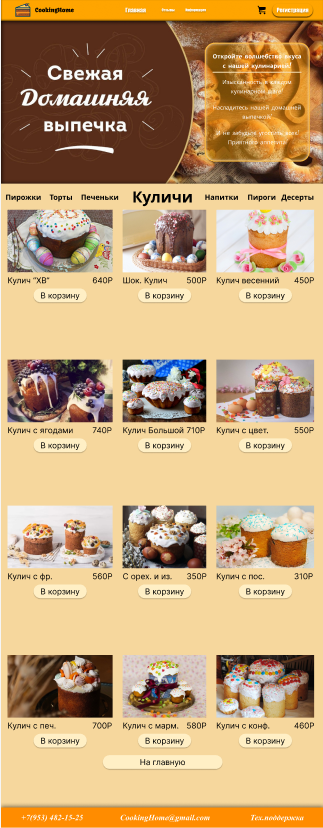 CookingHome
Главная
Отзывы
Информация
Регистрация
Свежая
Домашняя
выпечка
Откройте волшебство вкуса
с нашей кулинарией!
Изысканность в каждом
кулинарном шаге!
Насладитесь нашей домашней
выпечкой!
И не забудьте угостить всех!
Приятного аппетита!
Пирожки Торты Печеньки Куличи Напитки Пироги Десерты
Кулич "ХВ" 640Р Шок. Кулич 500Р Кулич весенний 450Р
В корзину В корзину В корзину
Кулич с ягодами 740Р Кулич Большой 710Р Кулич с цвет. 550Р
В корзину В корзину В корзину
Кулич с фр. 560Р С орех. и из. 350Р Кулич с пос. 310Р
В корзину В корзину В корзину
Кулич с печ. 700Р Кулич с марм. 580Р Кулич с конф. 460Р
В корзину В корзину В корзину
На главную
+7(953) 482-15-25 CookingHome@gmail.com Тех.поддержка